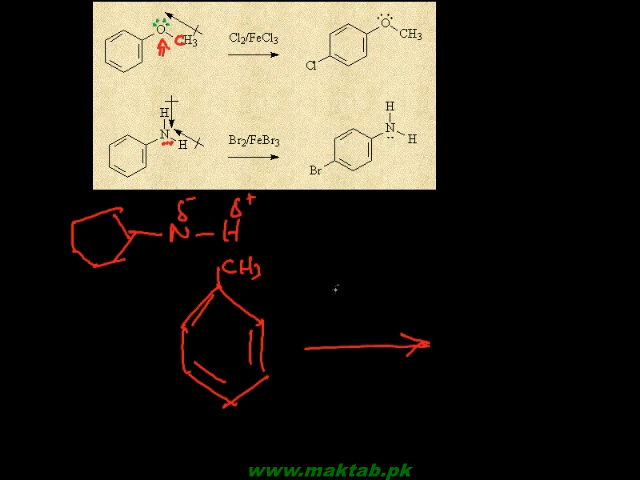 O CH3 Cl2/FeCl3 O CH3
Cl
H H
N H Br2/FeBr3 N H
Br
δ- δ+
N - H
CH3
www.maktab.pk